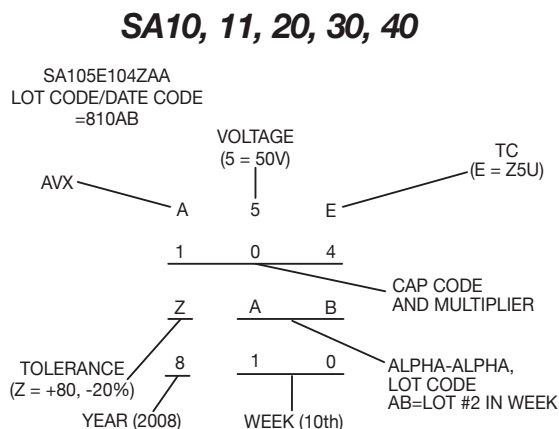 SA10, 11, 20, 30, 40
SA105E104ZAA
LOT CODE/DATE CODE
=810AB
VOLTAGE
(5 = 50V)
TC
(E = Z5U)
AVX
A 5 E
1 0 4
CAP CODE
AND MULTIPLIER
Z A B
TOLERANCE
(Z = +80, -20%)
ALPHA-ALPHA,
LOT CODE
AB=LOT #2 IN WEEK
8 1 0
YEAR (2008)
WEEK (10th)